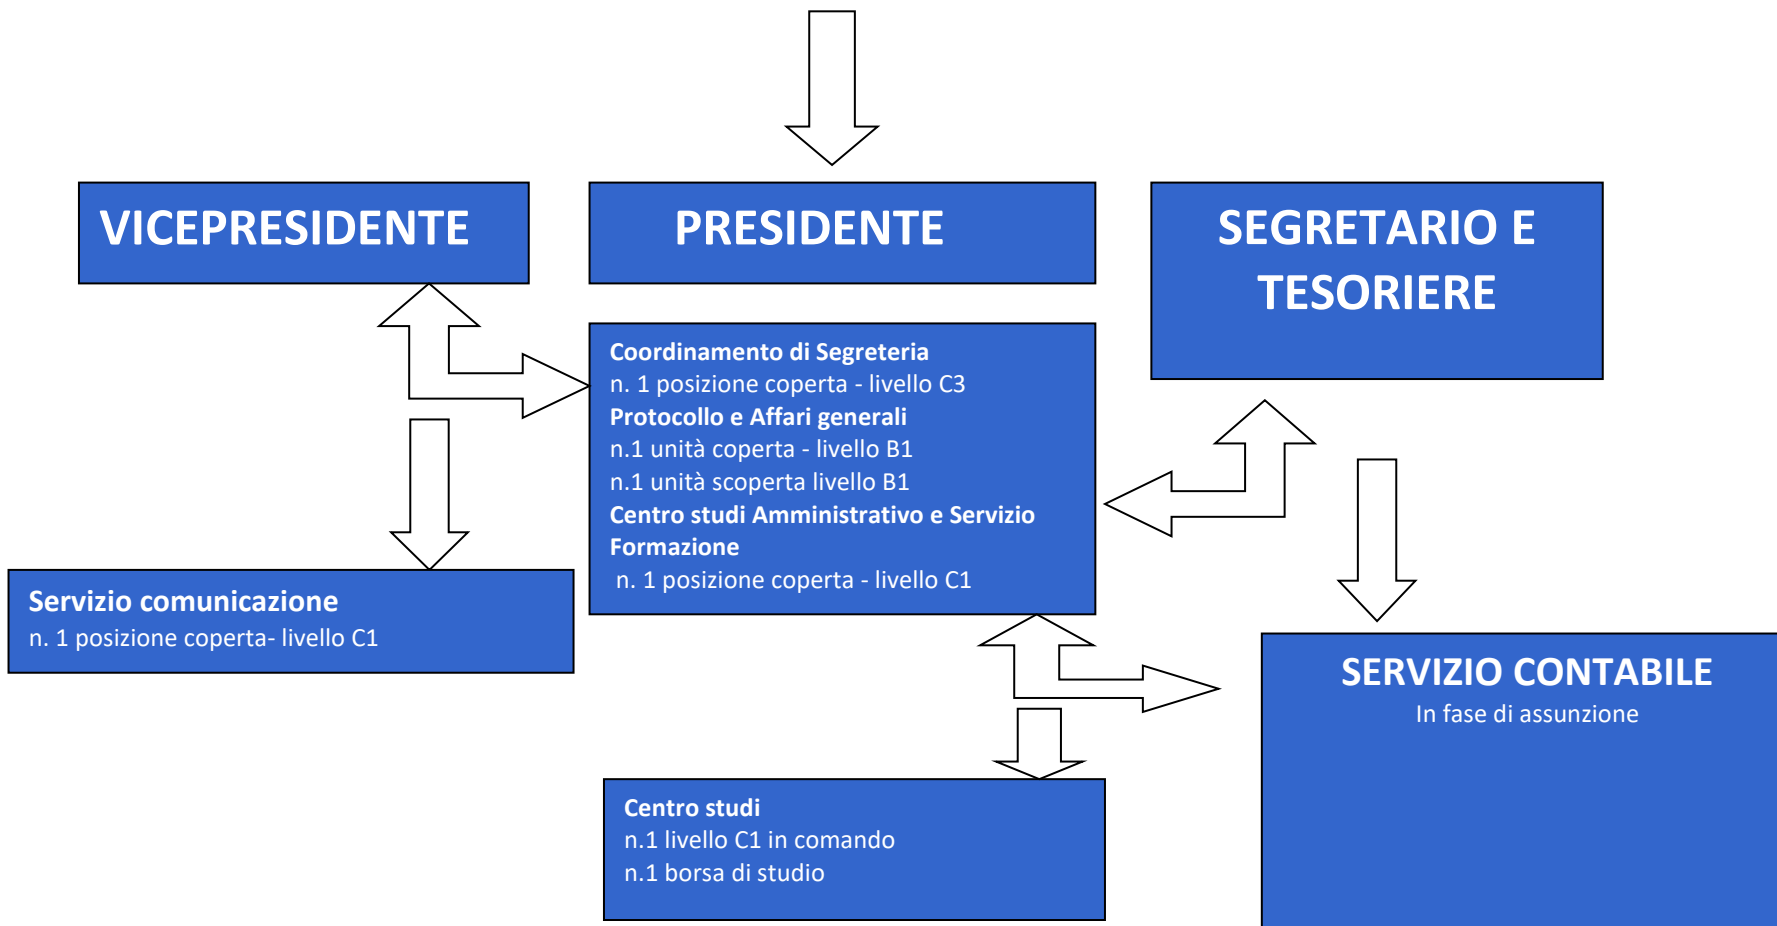 VICEPRESIDENTE
PRESIDENTE
SEGRETARIO E
TESORIERE
Coordinamento di Segreteria
n. 1 posizione coperta - livello C3
Protocollo e Affari generali
n.1 unità coperta - livello B1
n.1 unità scoperta livello B1
Centro studi Amministrativo e Servizio
Formazione
n. 1 posizione coperta - livello C1
Servizio comunicazione
n. 1 posizione coperta- livello C1
SERVIZIO CONTABILE
In fase di assunzione
Centro studi
n.1 livello C1 in comando
n.1 borsa di studio